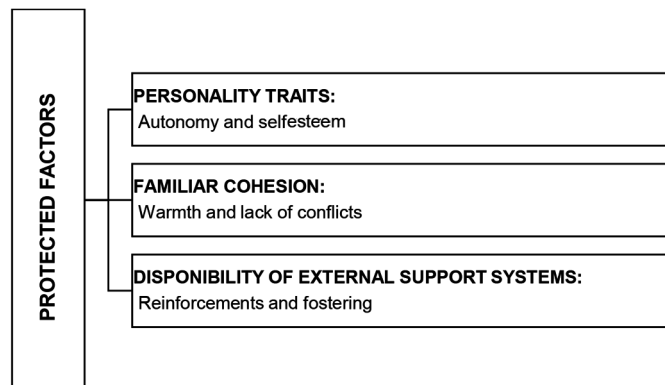 PROTECTED FACTORS
PERSONALITY TRAITS:
Autonomy and selfesteem
FAMILIAR COHESION:
Warmth and lack of conflicts
DISPONIBILITY OF EXTERNAL SUPPORT SYSTEMS:
Reinforcements and fostering